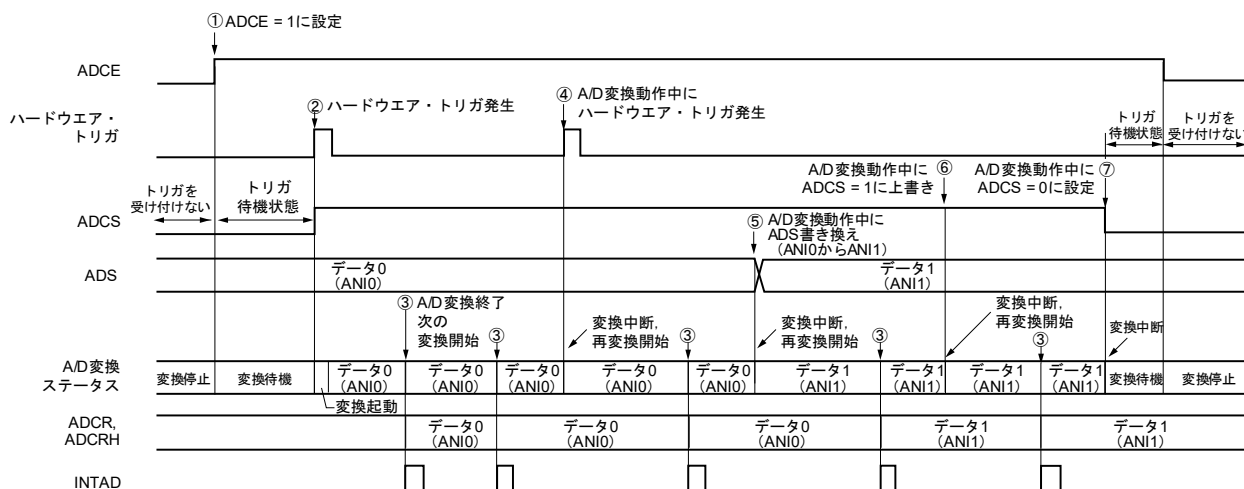 ① ADCE = 1に設定
ADCE
② ハードウエア・トリガ発生
④ A/D変換動作中に
ハードウエア・トリガ発生
ハードウエア・
トリガ
トリガ
待機状態
トリガを
受け付けない
A/D変換動作中に ⑥
ADCS = 1に上書き
A/D変換動作中に ⑦
ADCS = 0に設定
トリガを
受け付けない
トリガ
待機状態
ADCS
⑤ A/D変換動作中に
ADS書き換え
（ANI0からANI1）
ADS
データ0
(ANI0)
データ1
(ANI1)
③ A/D変換終了
次の
変換開始
③
変換中断,
再変換開始
③
変換中断,
再変換開始
③
変換中断,
再変換開始
③
変換中断
A/D変換
ステータス
変換停止
変換待機
変換起動
データ0
(ANI0)
データ0
(ANI0)
データ0
(ANI0)
データ0
(ANI0)
データ0
(ANI0)
データ1
(ANI1)
データ1
(ANI1)
データ1
(ANI1)
データ1
(ANI1)
変換待機
変換停止
ADCR,
ADCRH
データ0
(ANI0)
データ0
(ANI0)
データ0
(ANI0)
データ1
(ANI1)
データ1
(ANI1)
INTAD